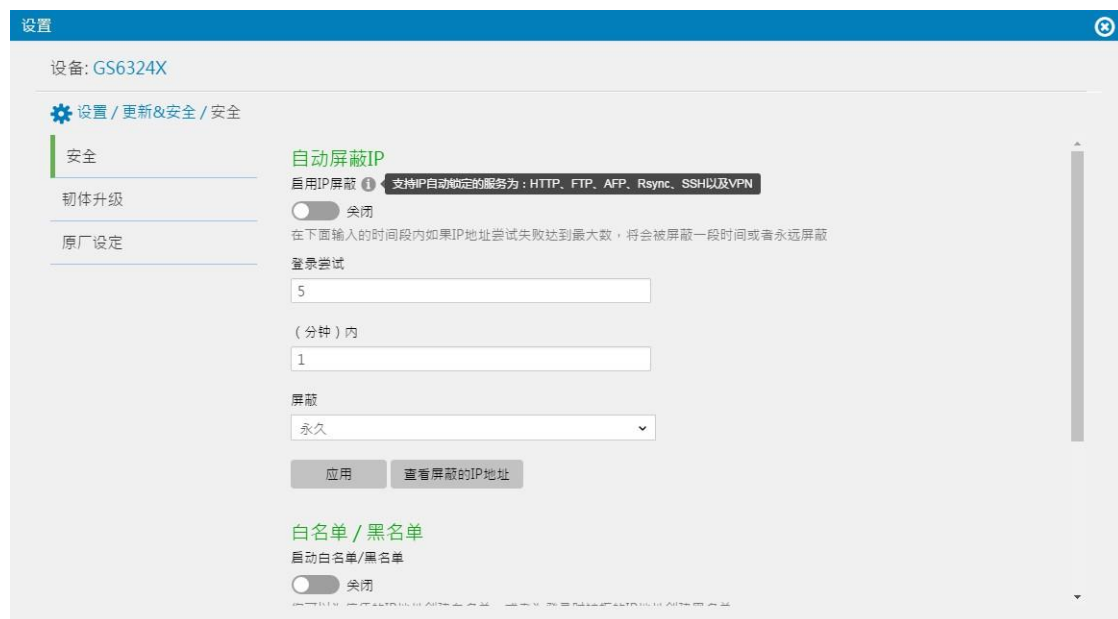 设置
设备: GS6324X
设置 / 更新&安全 / 安全
安全
韧体升级
原厂设定
自动屏蔽IP
启用IP屏蔽
支持IP自动锁定的服务为：HTTP、FTP、AFP、Rsync、SSH以及VPN
关闭
在下面输入的时间段内如果IP地址尝试失败达到最大数，将会被屏蔽一段时间或者永远屏蔽
登录尝试
5
（分钟）内
1
屏蔽
永久
应用
查看屏蔽的IP地址
白名单 / 黑名单
启动白名单/黑名单
关闭